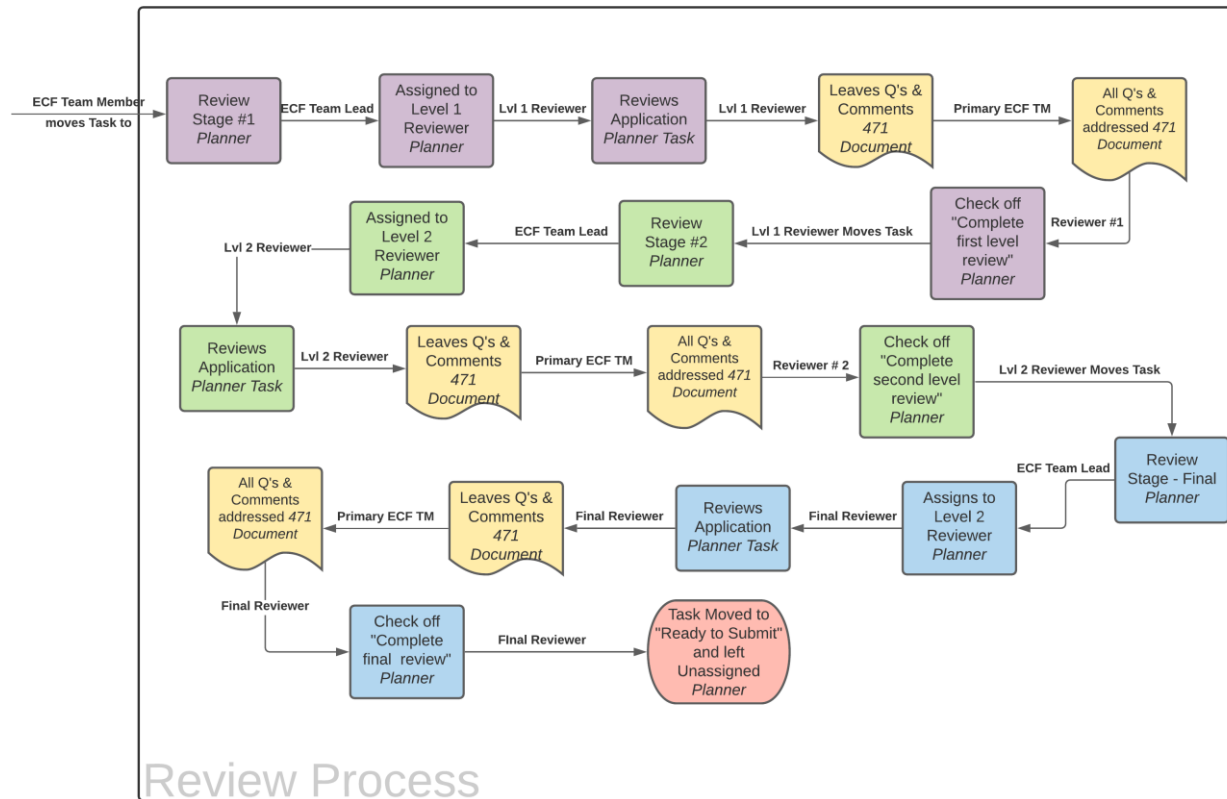 ECF Team Member
moves Task to
Review
Stage #1
Planner
ECF Team Lead
Assigned to
Level 1
Reviewer
Planner
Lvl 1 Reviewer
Reviews
Application
Planner Task
Lvl 1 Reviewer
Leaves Q's &
Comments
471
Document
Primary ECF TM
All Q's &
Comments
addressed 471
Document
Reviewer #1
Check off
"Complete
first level
review"
Planner
Lvl 1 Reviewer Moves Task
Review
Stage #2
Planner
ECF Team Lead
Assigned to
Level 2
Reviewer
Planner
Lvl 2 Reviewer
Reviews
Application
Planner Task
Lvl 2 Reviewer
Leaves Q's &
Comments
471
Document
Primary ECF TM
All Q's &
Comments
addressed 471
Document
Reviewer # 2
Check off
"Complete
second level
review"
Planner
Lvl 2 Reviewer Moves Task
Review
Stage - Final
Planner
ECF Team Lead
Assigns to
Level 2
Reviewer
Planner
Final Reviewer
Reviews
Application
Planner Task
Final Reviewer
Leaves Q's &
Comments
471
Document
Primary ECF TM
All Q's &
Comments
addressed 471
Document
Final Reviewer
Check off
"Complete
final review"
Planner
FInal Reviewer
Task Moved to
"Ready to Submit"
and left
Unassigned
Planner
Review Process